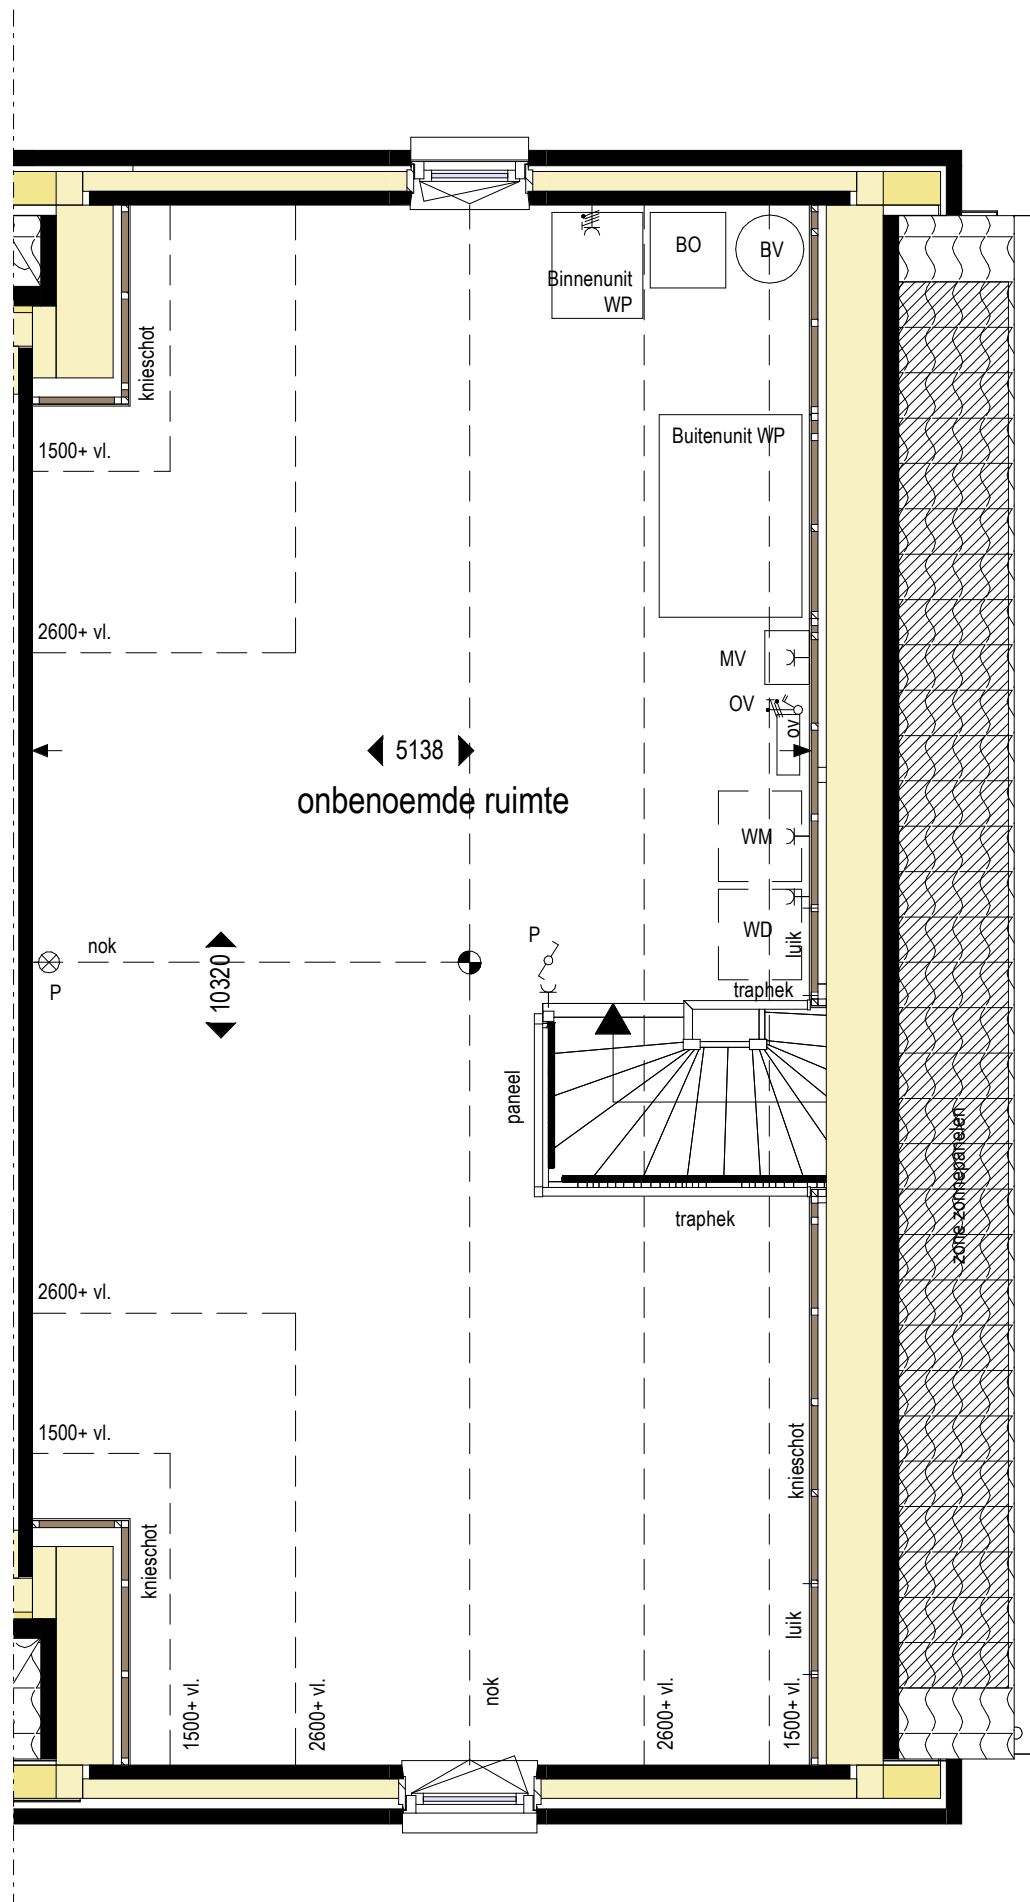 BO
BV
Binnenunit
WP
knieschot
1500+ vl.
Buitenunit WP
2600+ vl.
MV
OV
ov
5138
onbenoemde ruimte
WM
WD
luik
nok
P
P
10320
traphek
paneel
zone zonnepanelen
traphek
2600+ vl.
1500+ vl.
knieschot
knieschot
luik
1500+ vl.
2600+ vl.
nok
2600+ vl.
1500+ vl.